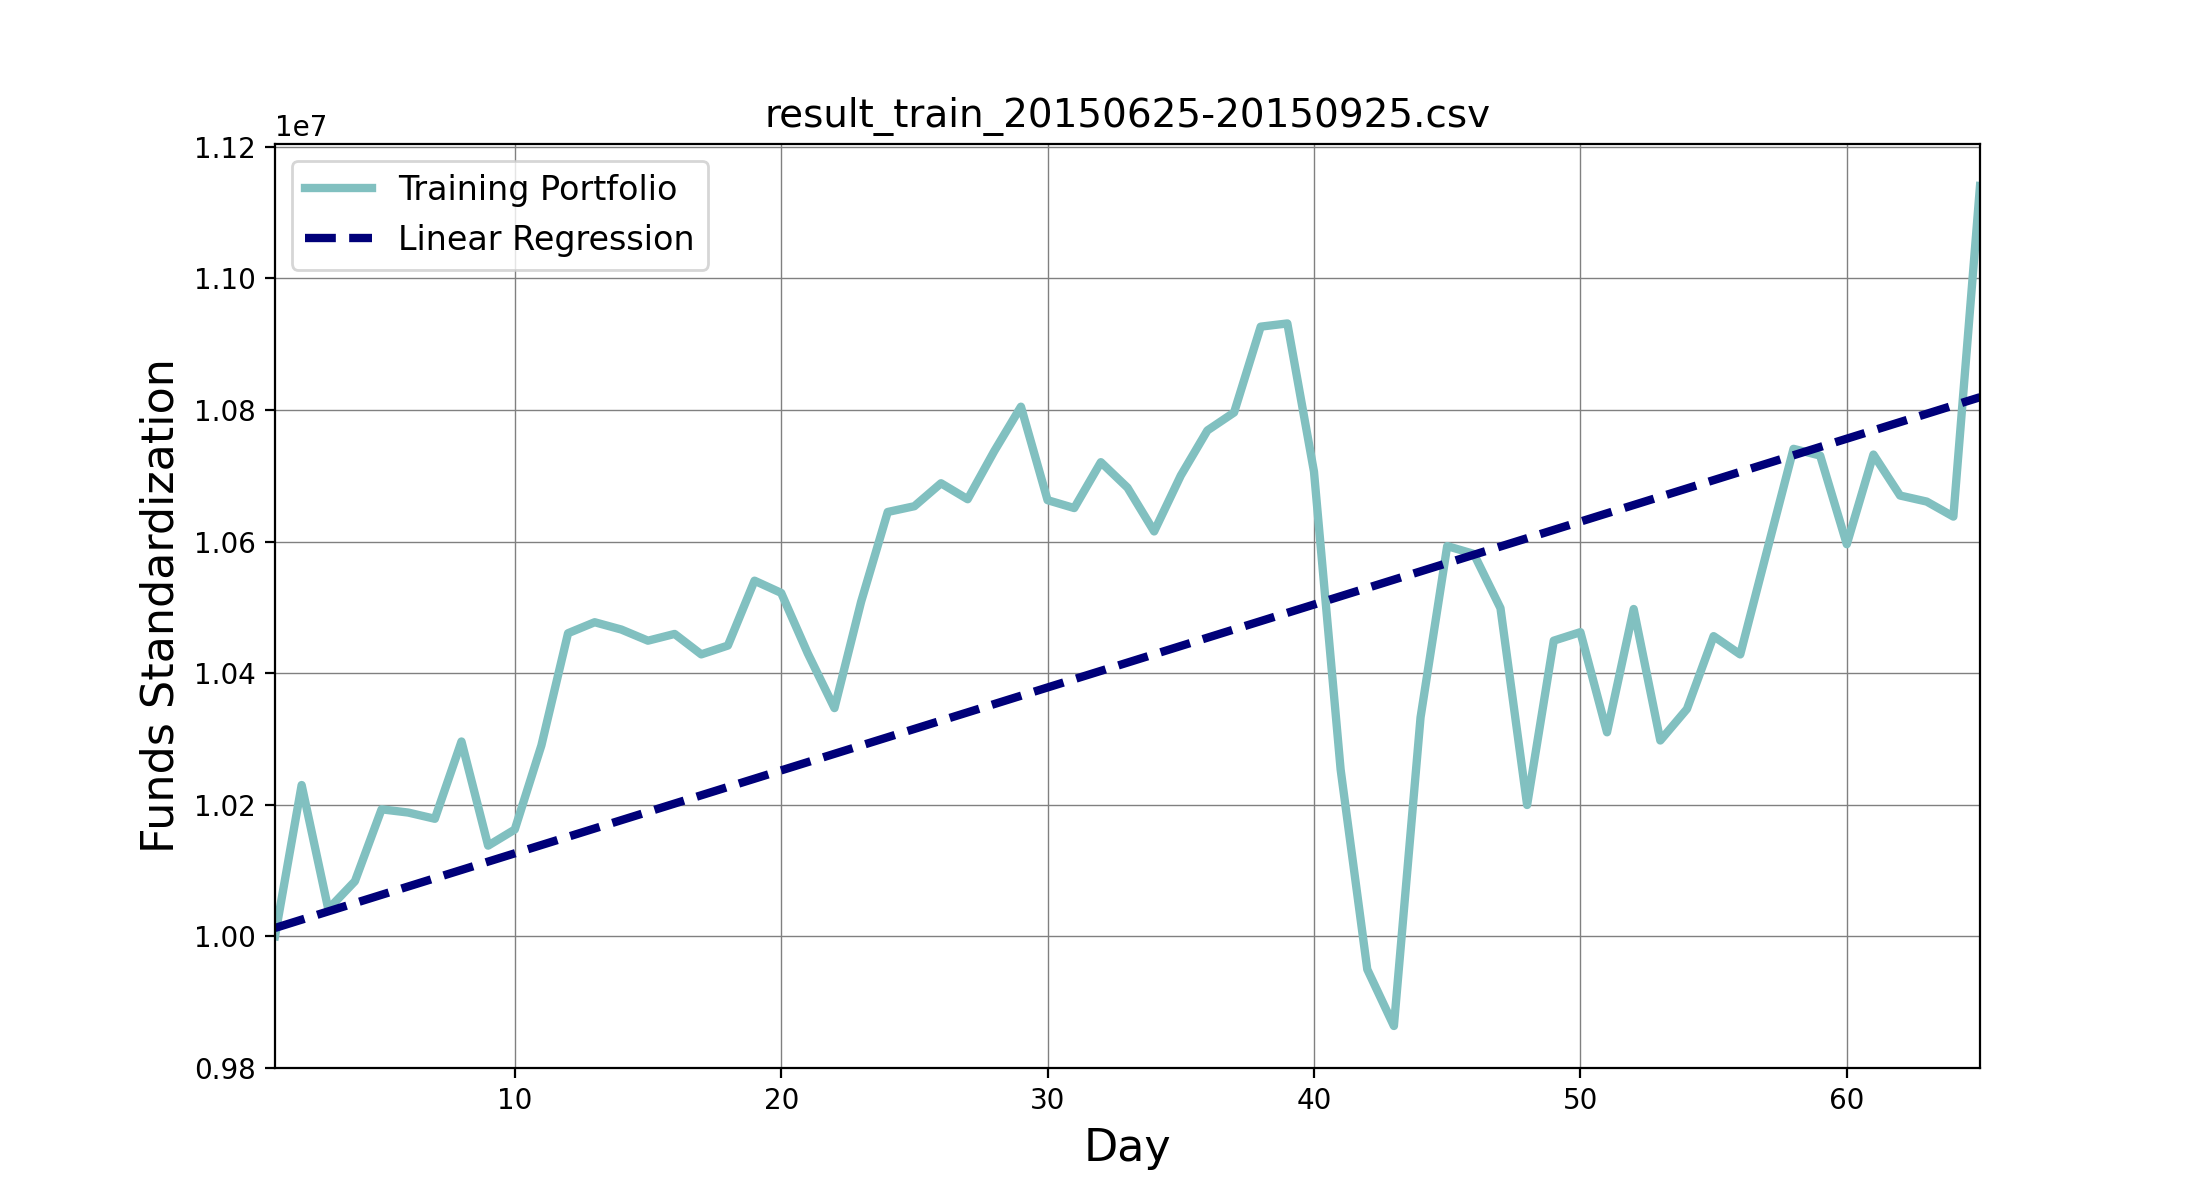 result_train_20150625-20150925.csv
1e7
Training Portfolio
Linear Regression
Funds Standardization
1.12
1.10
1.08
1.06
1.04
1.02
1.00
0.98
10 20 30 40 50 60
Day